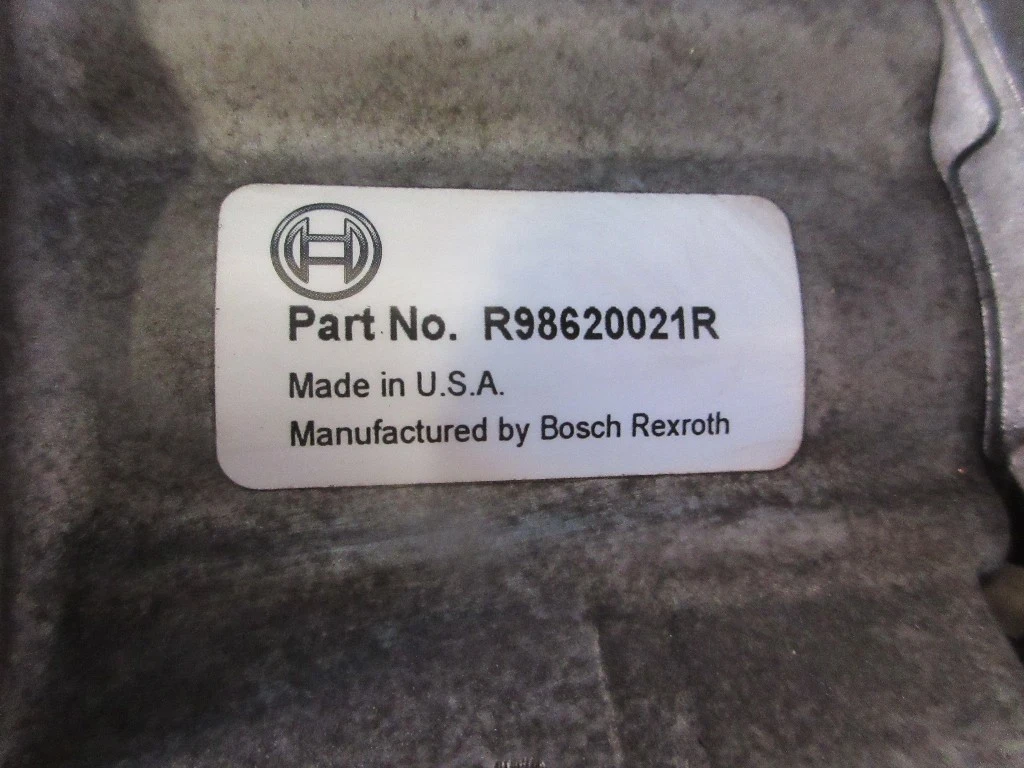 Part No. R98620021R
Made in U.S.A.
Manufactured by Bosch Rexroth